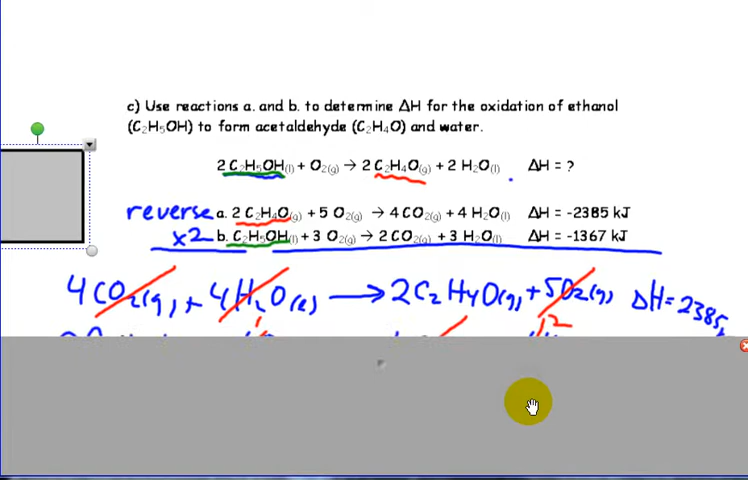 c) Use reactions a. and b. to determine ΔH for the oxidation of ethanol
(C₂H₅OH) to form acetaldehyde (C₂H₄O) and water.
2 C₂H₅OH(l) + O₂(g) → 2 C₂H₄O(g) + 2 H₂O(l) ΔH = ?
reverse a. 2 C₂H₄O(g) + 5 O₂(g) → 4 CO₂(g) + 4 H₂O(l) ΔH = -2385 kJ
x2 b. C₂H₅OH(l) + 3 O₂(g) → 2 CO₂(g) + 3 H₂O(l) ΔH = -1367 kJ
4CO₂(g) + 4H₂O(l) → 2C₂H₄O(g) + 5O₂(g) ΔH = 2385